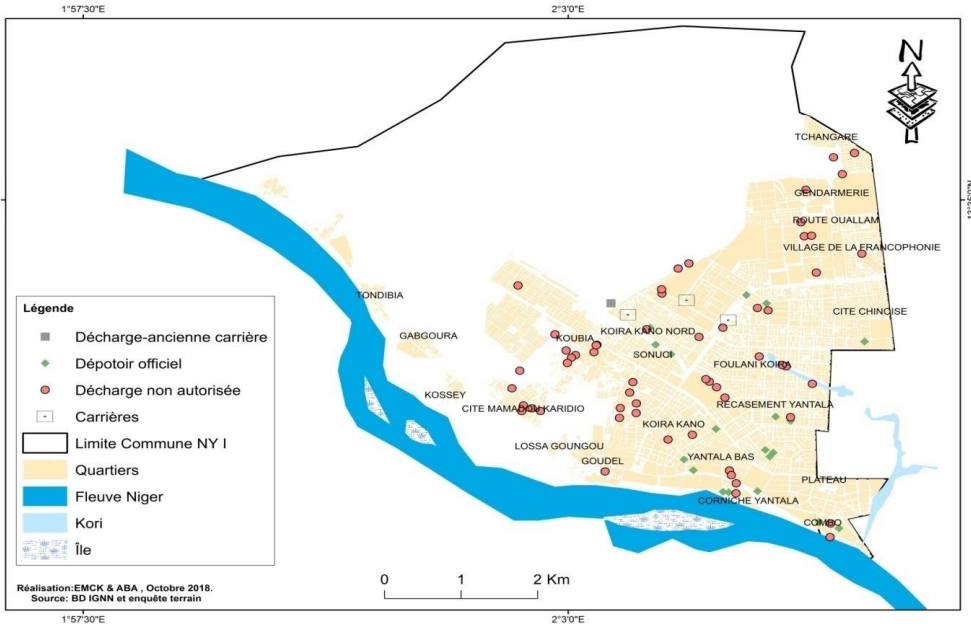 1°57'30"E
2°3'0"E
N
TCHANGARE
GENDARMERIE
13°36'0"N
ROUTE OUALLAM
VILLAGE DE LA FRANCOPHONIE
TONDIBIA
CITE CHINOISE
GABGOURA
KOUBIA
KOIRA KANO NORD
SONUCI
FOULANI KOIRA
KOSSEY
CITE MAMADOU KARIDIO
RECASEMENT YANTALA
KOIRA KANO
LOSSA GOUNGOU
GOUDEL
YANTALA BAS
PLATEAU
CORNICHE YANTALA
COMBO
Légende
Décharge-ancienne carrière
Dépotoir officiel
Décharge non autorisée
Carrières
Limite Commune NY I
Quartiers
Fleuve Niger
Kori
Île
Réalisation:EMCK & ABA , Octobre 2018.
Source: BD IGNN et enquête terrain
0 1 2 Km
1°57'30"E
2°3'0"E